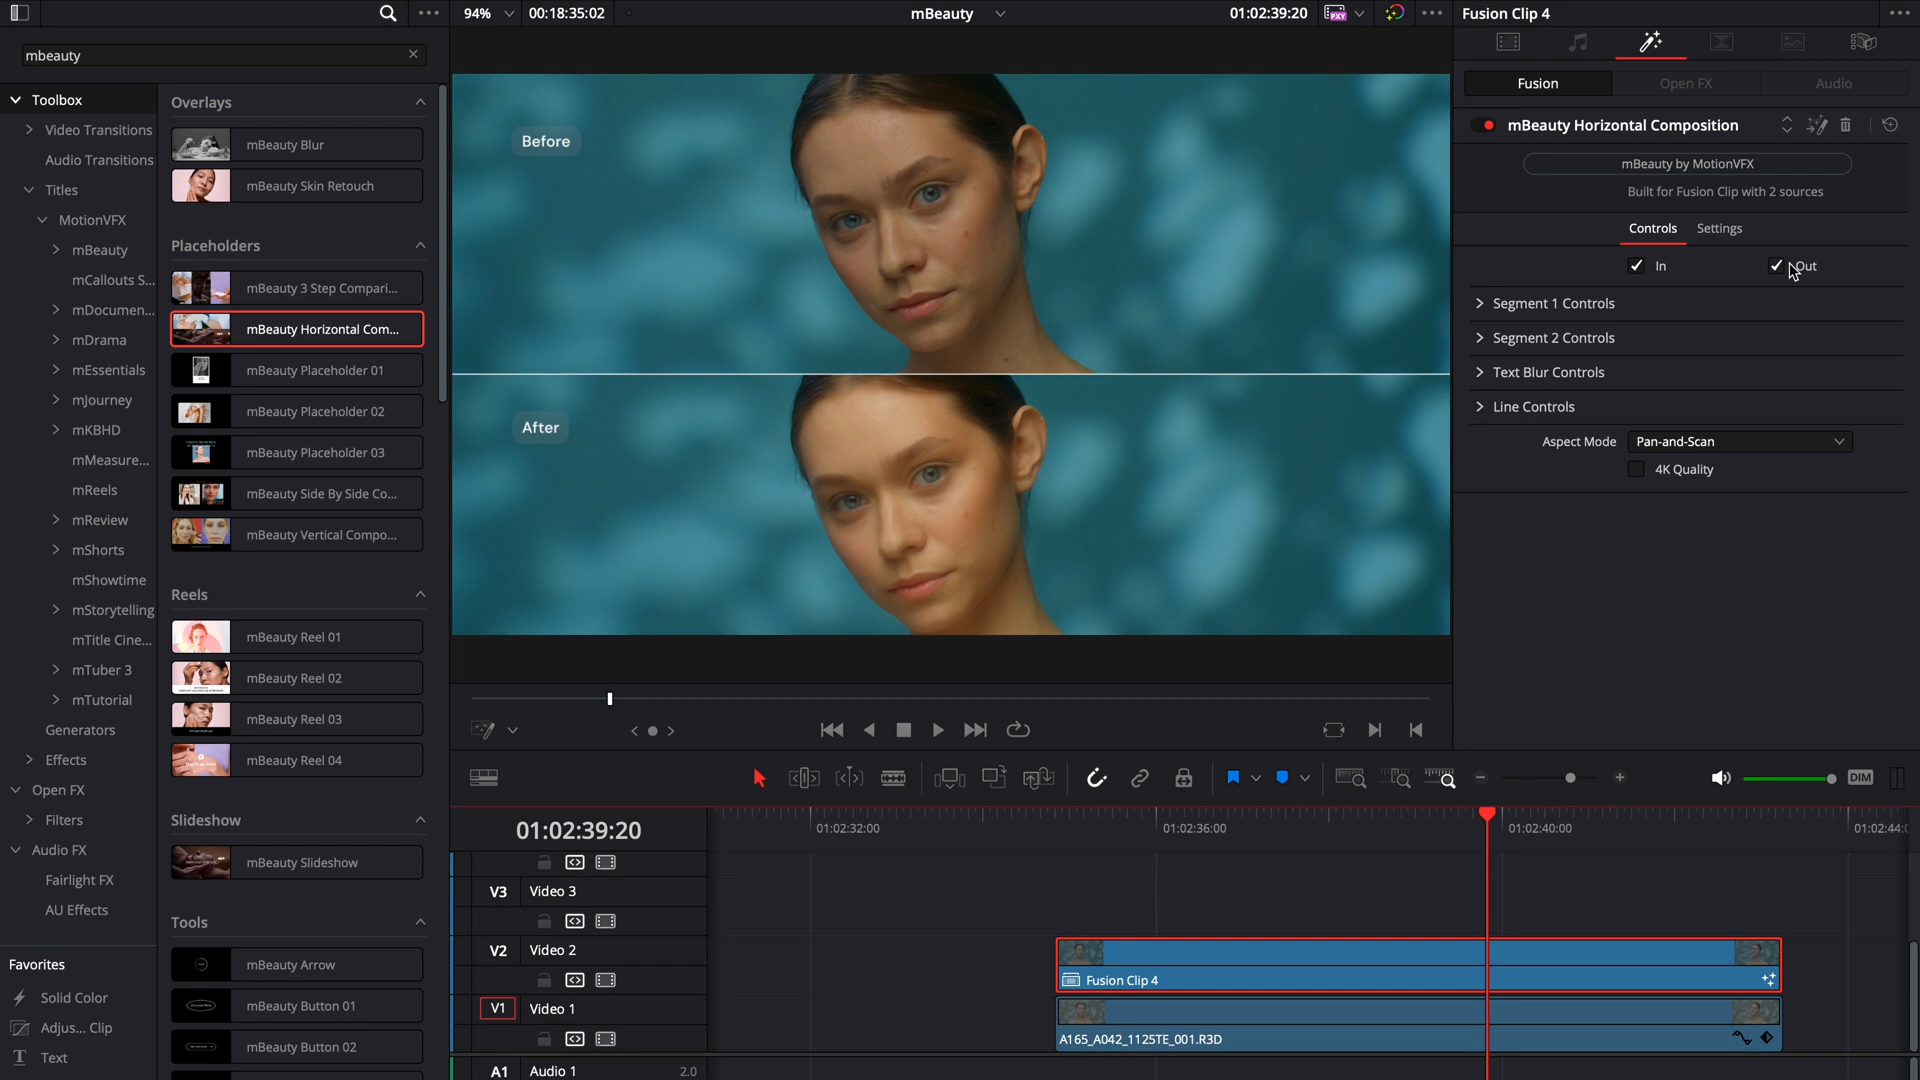 94%
00:18:35:02
mBeauty
01:02:39:20
PXY
Fusion Clip 4
mbeauty
Toolbox
Video Transitions
Audio Transitions
Titles
MotionVFX
mBeauty
mCallouts S...
mDocumen...
mDrama
mEssentials
mJourney
mKBHD
mMeasure...
mReels
mReview
mShorts
mShowtime
mStorytelling
mTitle Cine...
mTuber 3
mTutorial
Generators
Effects
Open FX
Filters
Audio FX
Fairlight FX
AU Effects
Favorites
Solid Color
Adjus... Clip
Text
Overlays
mBeauty Blur
mBeauty Skin Retouch
Placeholders
mBeauty 3 Step Compari...
mBeauty Horizontal Com...
mBeauty Placeholder 01
mBeauty Placeholder 02
mBeauty Placeholder 03
mBeauty Side By Side Co...
mBeauty Vertical Compo...
Reels
mBeauty Reel 01
mBeauty Reel 02
mBeauty Reel 03
mBeauty Reel 04
Slideshow
mBeauty Slideshow
Tools
mBeauty Arrow
mBeauty Button 01
mBeauty Button 02
Before
After
Fusion
Open FX
Audio
mBeauty Horizontal Composition
mBeauty by MotionVFX
Built for Fusion Clip with 2 sources
Controls
Settings
In
Out
Segment 1 Controls
Segment 2 Controls
Text Blur Controls
Line Controls
Aspect Mode
Pan-and-Scan
4K Quality
DIM
01:02:39:20
01:02:32:00
01:02:36:00
01:02:40:00
01:02:44:
V3
Video 3
V2
Video 2
V1
Video 1
A1
Audio 1
2.0
Fusion Clip 4
A165_A042_1125TE_001.R3D